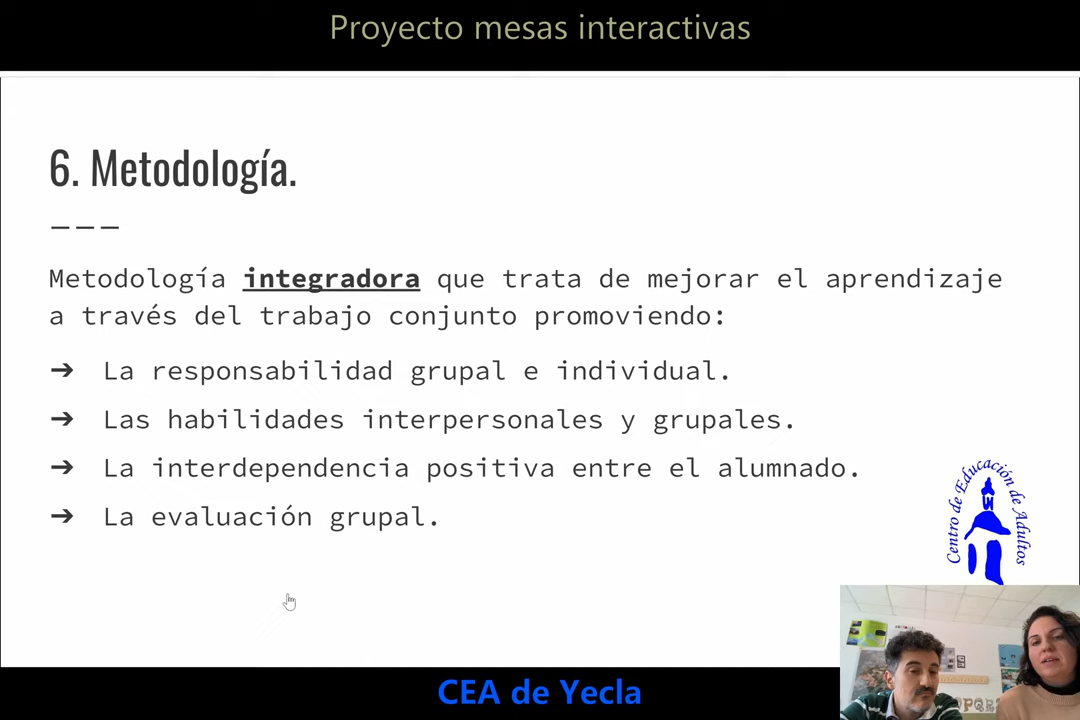 Proyecto mesas interactivas
6. Metodología.
Metodología integradora que trata de mejorar el aprendizaje
a través del trabajo conjunto promoviendo:
➔ La responsabilidad grupal e individual.
➔ Las habilidades interpersonales y grupales.
➔ La interdependencia positiva entre el alumnado.
➔ La evaluación grupal.
Centro de Educación de Adultos
CEA de Yecla